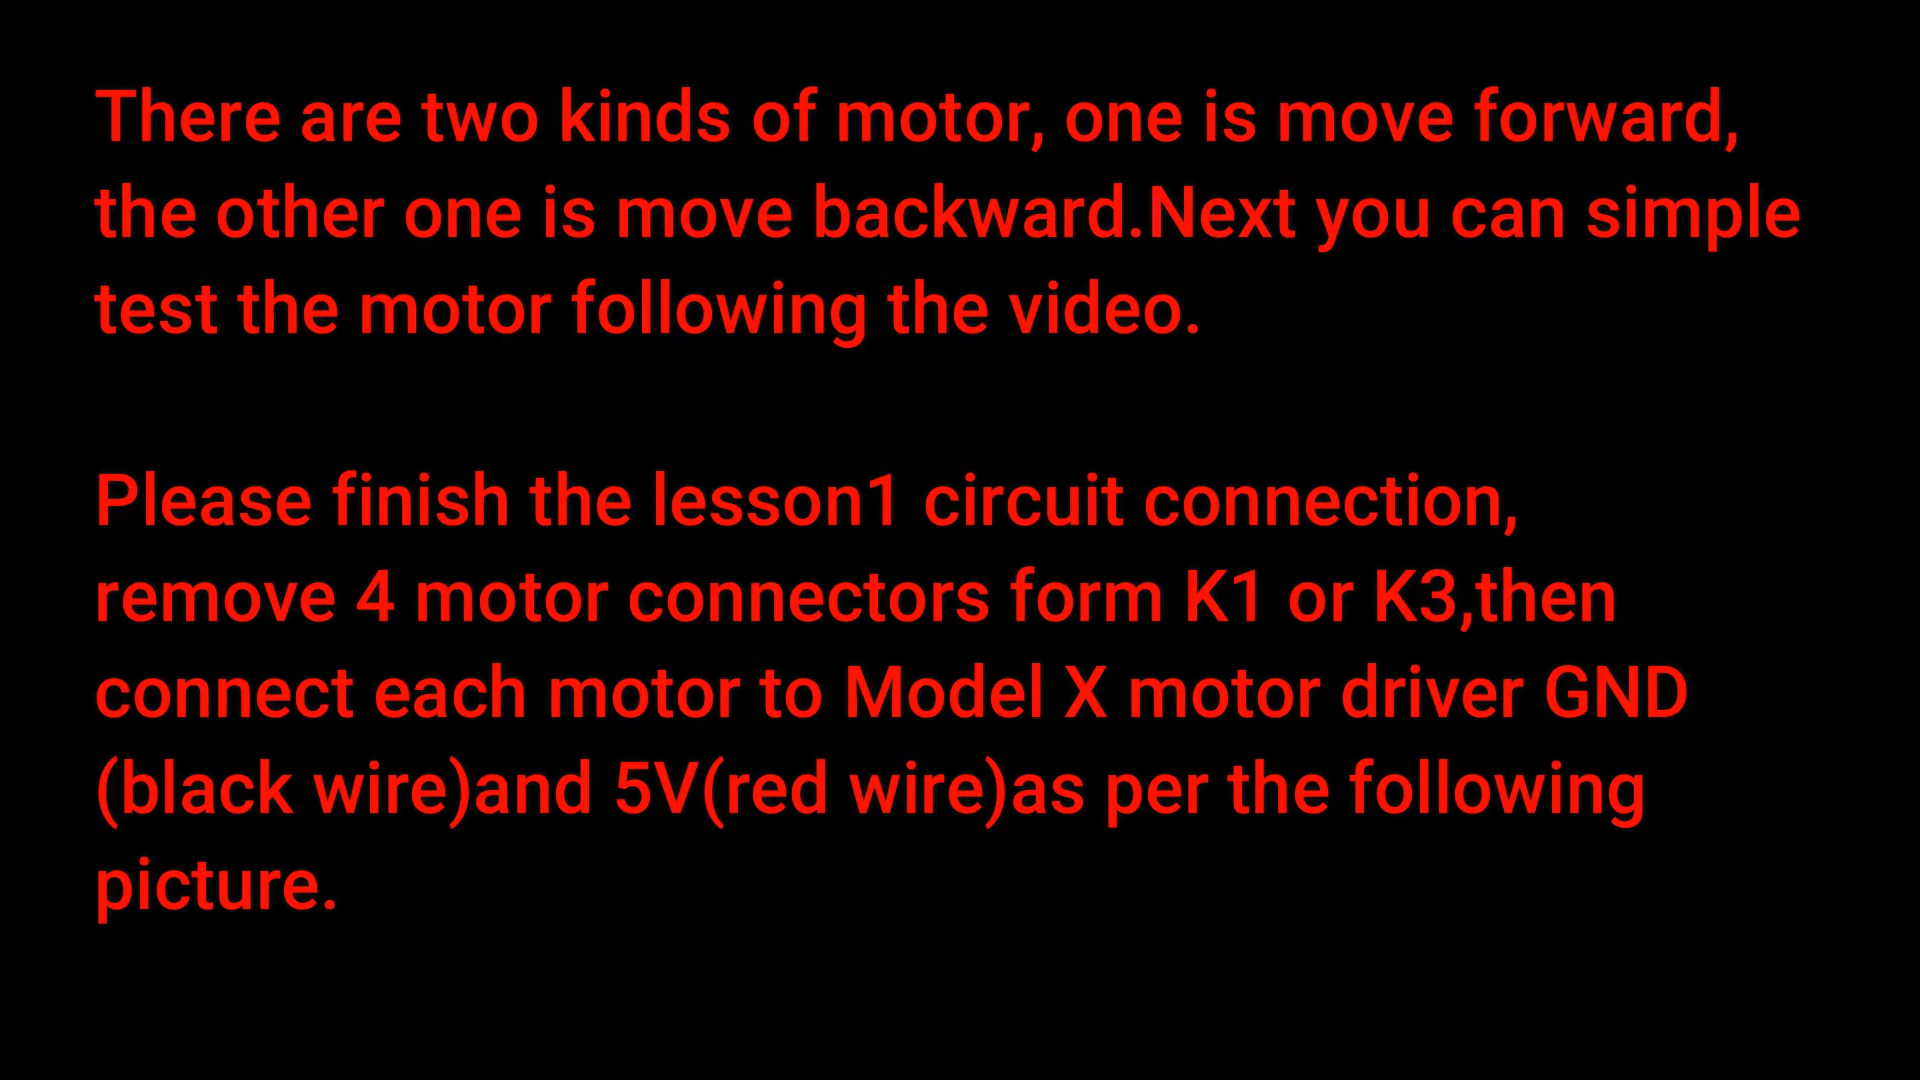 There are two kinds of motor, one is move forward,
the other one is move backward.Next you can simple
test the motor following the video.
Please finish the lesson1 circuit connection,
remove 4 motor connectors form K1 or K3,then
connect each motor to Model X motor driver GND
(black wire)and 5V(red wire)as per the following
picture.